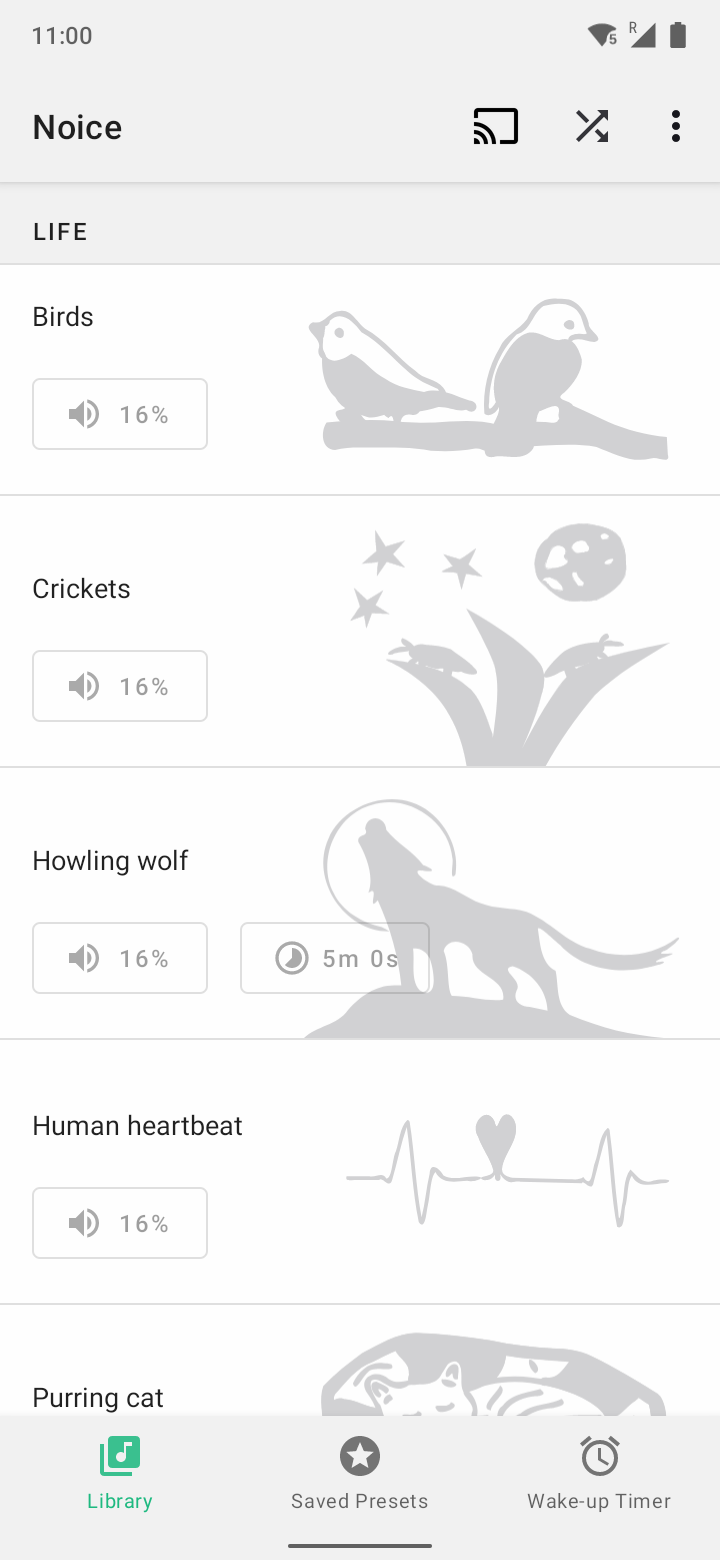 11:00
5 R
Noice
LIFE
Birds
16%
Crickets
16%
Howling wolf
16% 5m 0s
Human heartbeat
16%
Purring cat
Library Saved Presets Wake-up Timer